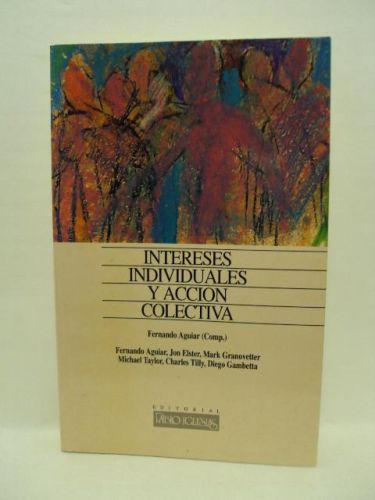 INTERESES
INDIVIDUALES
Y ACCION
COLECTIVA
Fernando Aguiar (Comp.)
Fernando Aguiar, Jon Elster, Mark Granovetter
Michael Taylor, Charles Tilly, Diego Gambetta
EDITORIAL
PABLO IGLESIAS